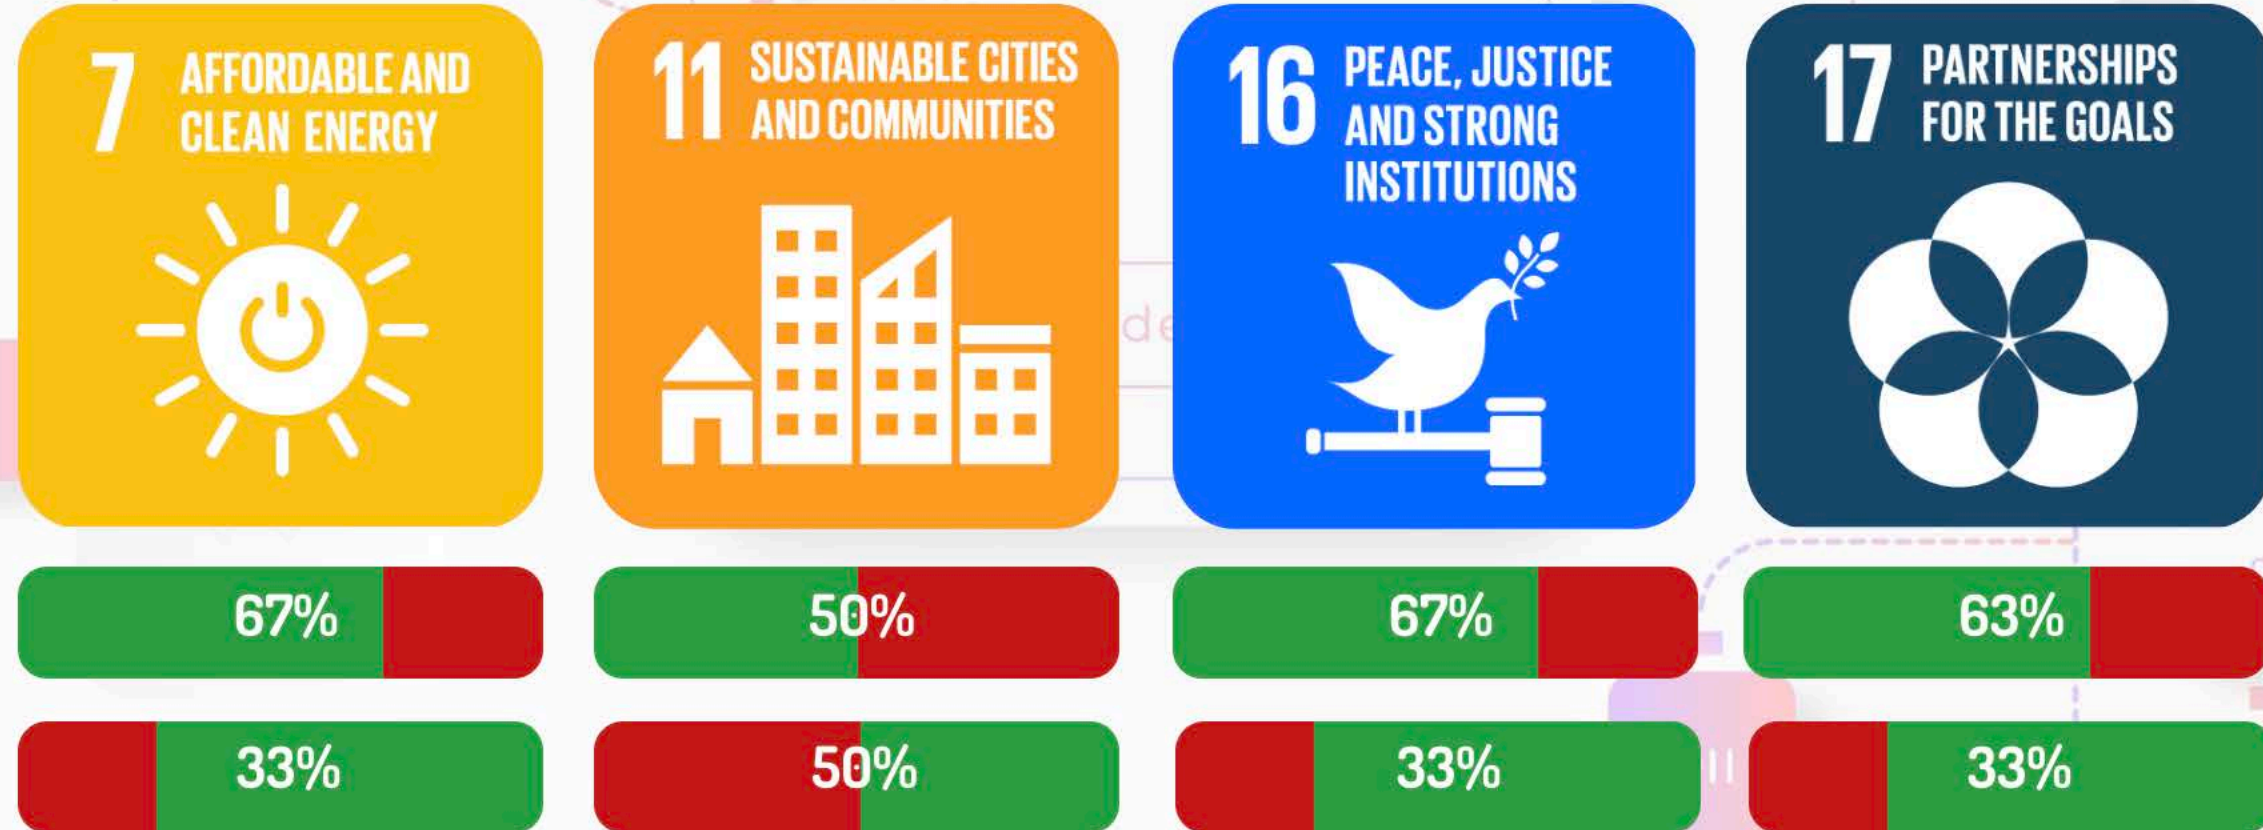 7 AFFORDABLE AND
CLEAN ENERGY
11 SUSTAINABLE CITIES
AND COMMUNITIES
16 PEACE, JUSTICE
AND STRONG
INSTITUTIONS
17 PARTNERSHIPS
FOR THE GOALS
de
67%
50%
67%
63%
33%
50%
33%
33%